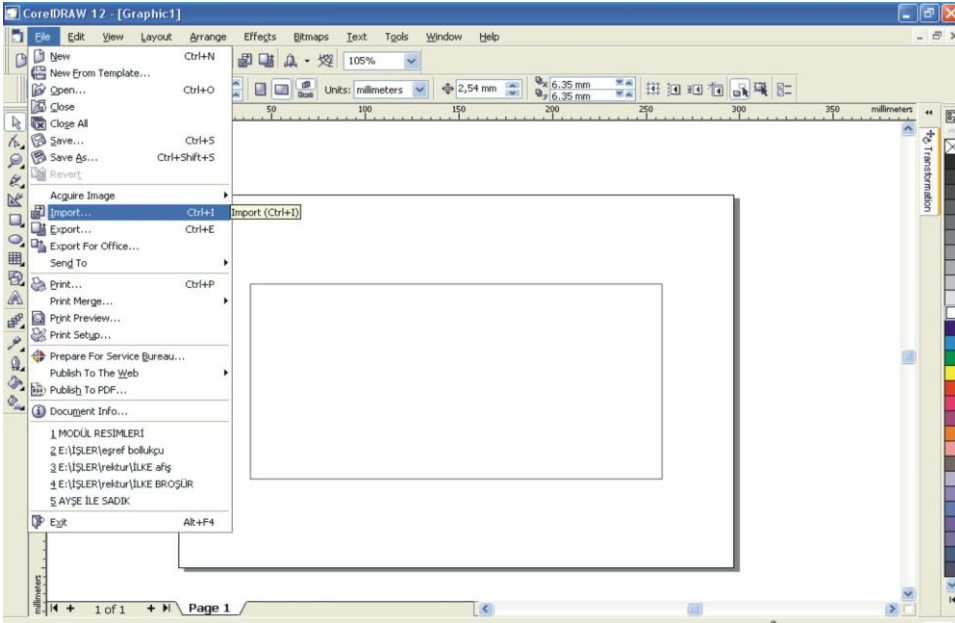 CorelDRAW 12 - [Graphic1]
File Edit View Layout Arrange Effects Bitmaps Text Tools Window Help
105%
Units: millimeters 2,54 mm 6.35 mm
6.35 mm
50 100 150 200 250 300 350 millimeters
New Ctrl+N
New From Template...
Open... Ctrl+O
Close
Close All
Save... Ctrl+S
Save As... Ctrl+Shift+S
Revert
Acquire Image
Import... Ctrl+I
Import (Ctrl+I)
Export... Ctrl+E
Export For Office...
Send To
Print... Ctrl+P
Print Merge...
Print Preview...
Print Setup...
Prepare For Service Bureau...
Publish To The Web
Publish To PDF...
Document Info...
1 MODÜL RESİMLERİ
2 E:\İŞLER\eşref bollukçu
3 E:\İŞLER\rektur\İLKE afiş
4 E:\İŞLER\rektur\İLKE BROŞÜR
5 AYŞE İLE SADIK
Exit Alt+F4
Transformation
millimeters
1 of 1 Page 1